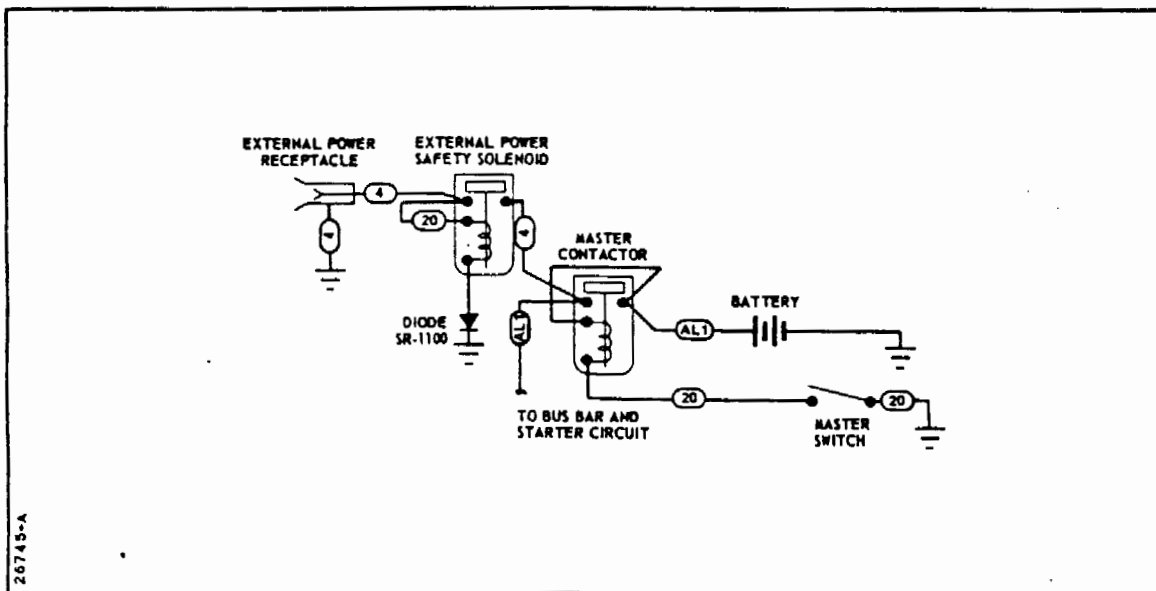 EXTERNAL POWER
RECEPTACLE
EXTERNAL POWER
SAFETY SOLENOID
4
4
20
4
MASTER
CONTACTOR
DIODE
SR-1100
AL1
AL1
BATTERY
TO BUS BAR AND
STARTER CIRCUIT
20
20
MASTER
SWITCH
26745-A